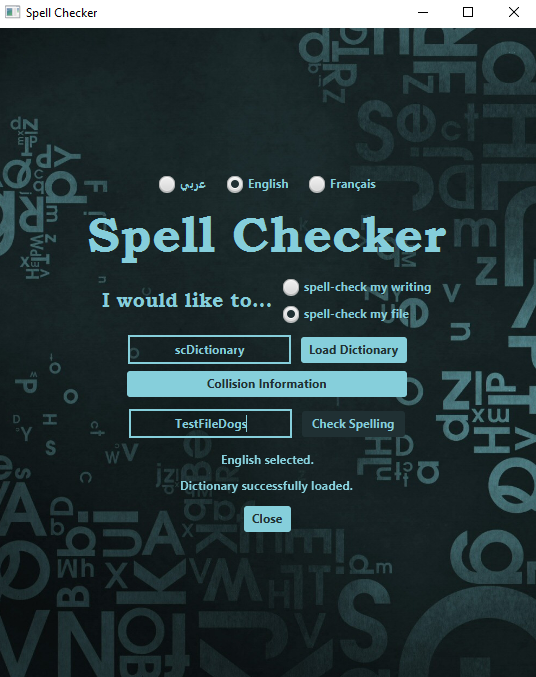 Spell Checker
عربي English Français
Spell Checker
I would like to...
spell-check my writing
spell-check my file
scDictionary Load Dictionary
Collision Information
TestFileDogs Check Spelling
English selected.
Dictionary successfully loaded.
Close